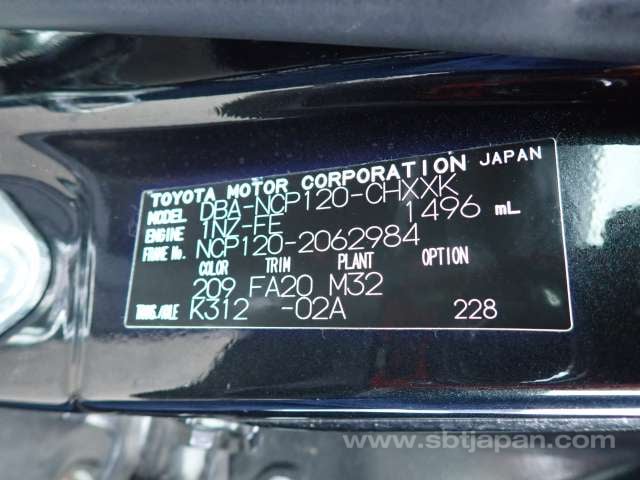 TOYOTA MOTOR CORPORATION JAPAN
MODEL DBA-NCP120-CHXXK
ENGINE 1NZ-FE 1496 mL
FRAME No. NCP120-2062984
COLOR TRIM PLANT OPTION
209 FA20 M32
TRANS./AXLE K312 -02A 228
www.sbtjapan.com